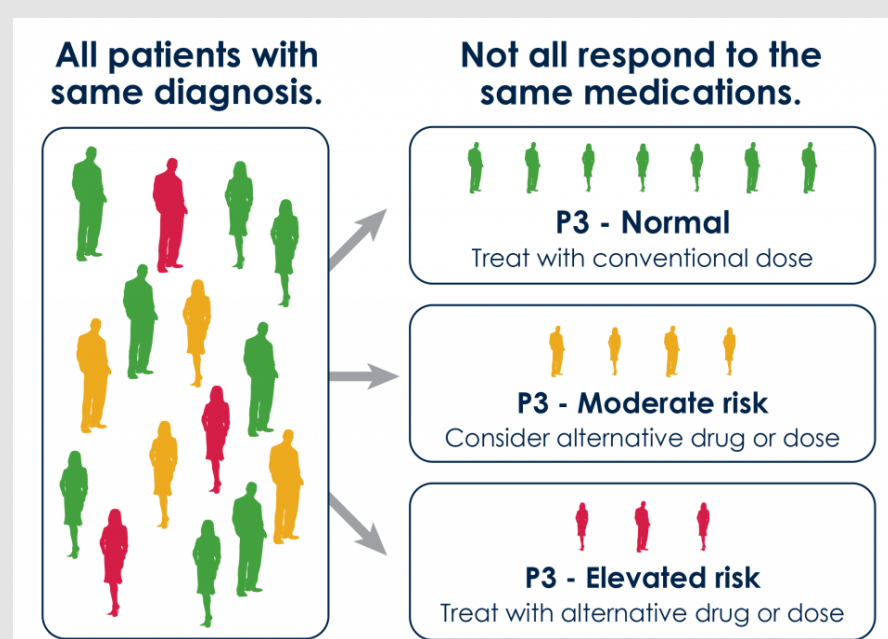 All patients with
same diagnosis.
Not all respond to the
same medications.
P3 - Normal
Treat with conventional dose
P3 - Moderate risk
Consider alternative drug or dose
P3 - Elevated risk
Treat with alternative drug or dose